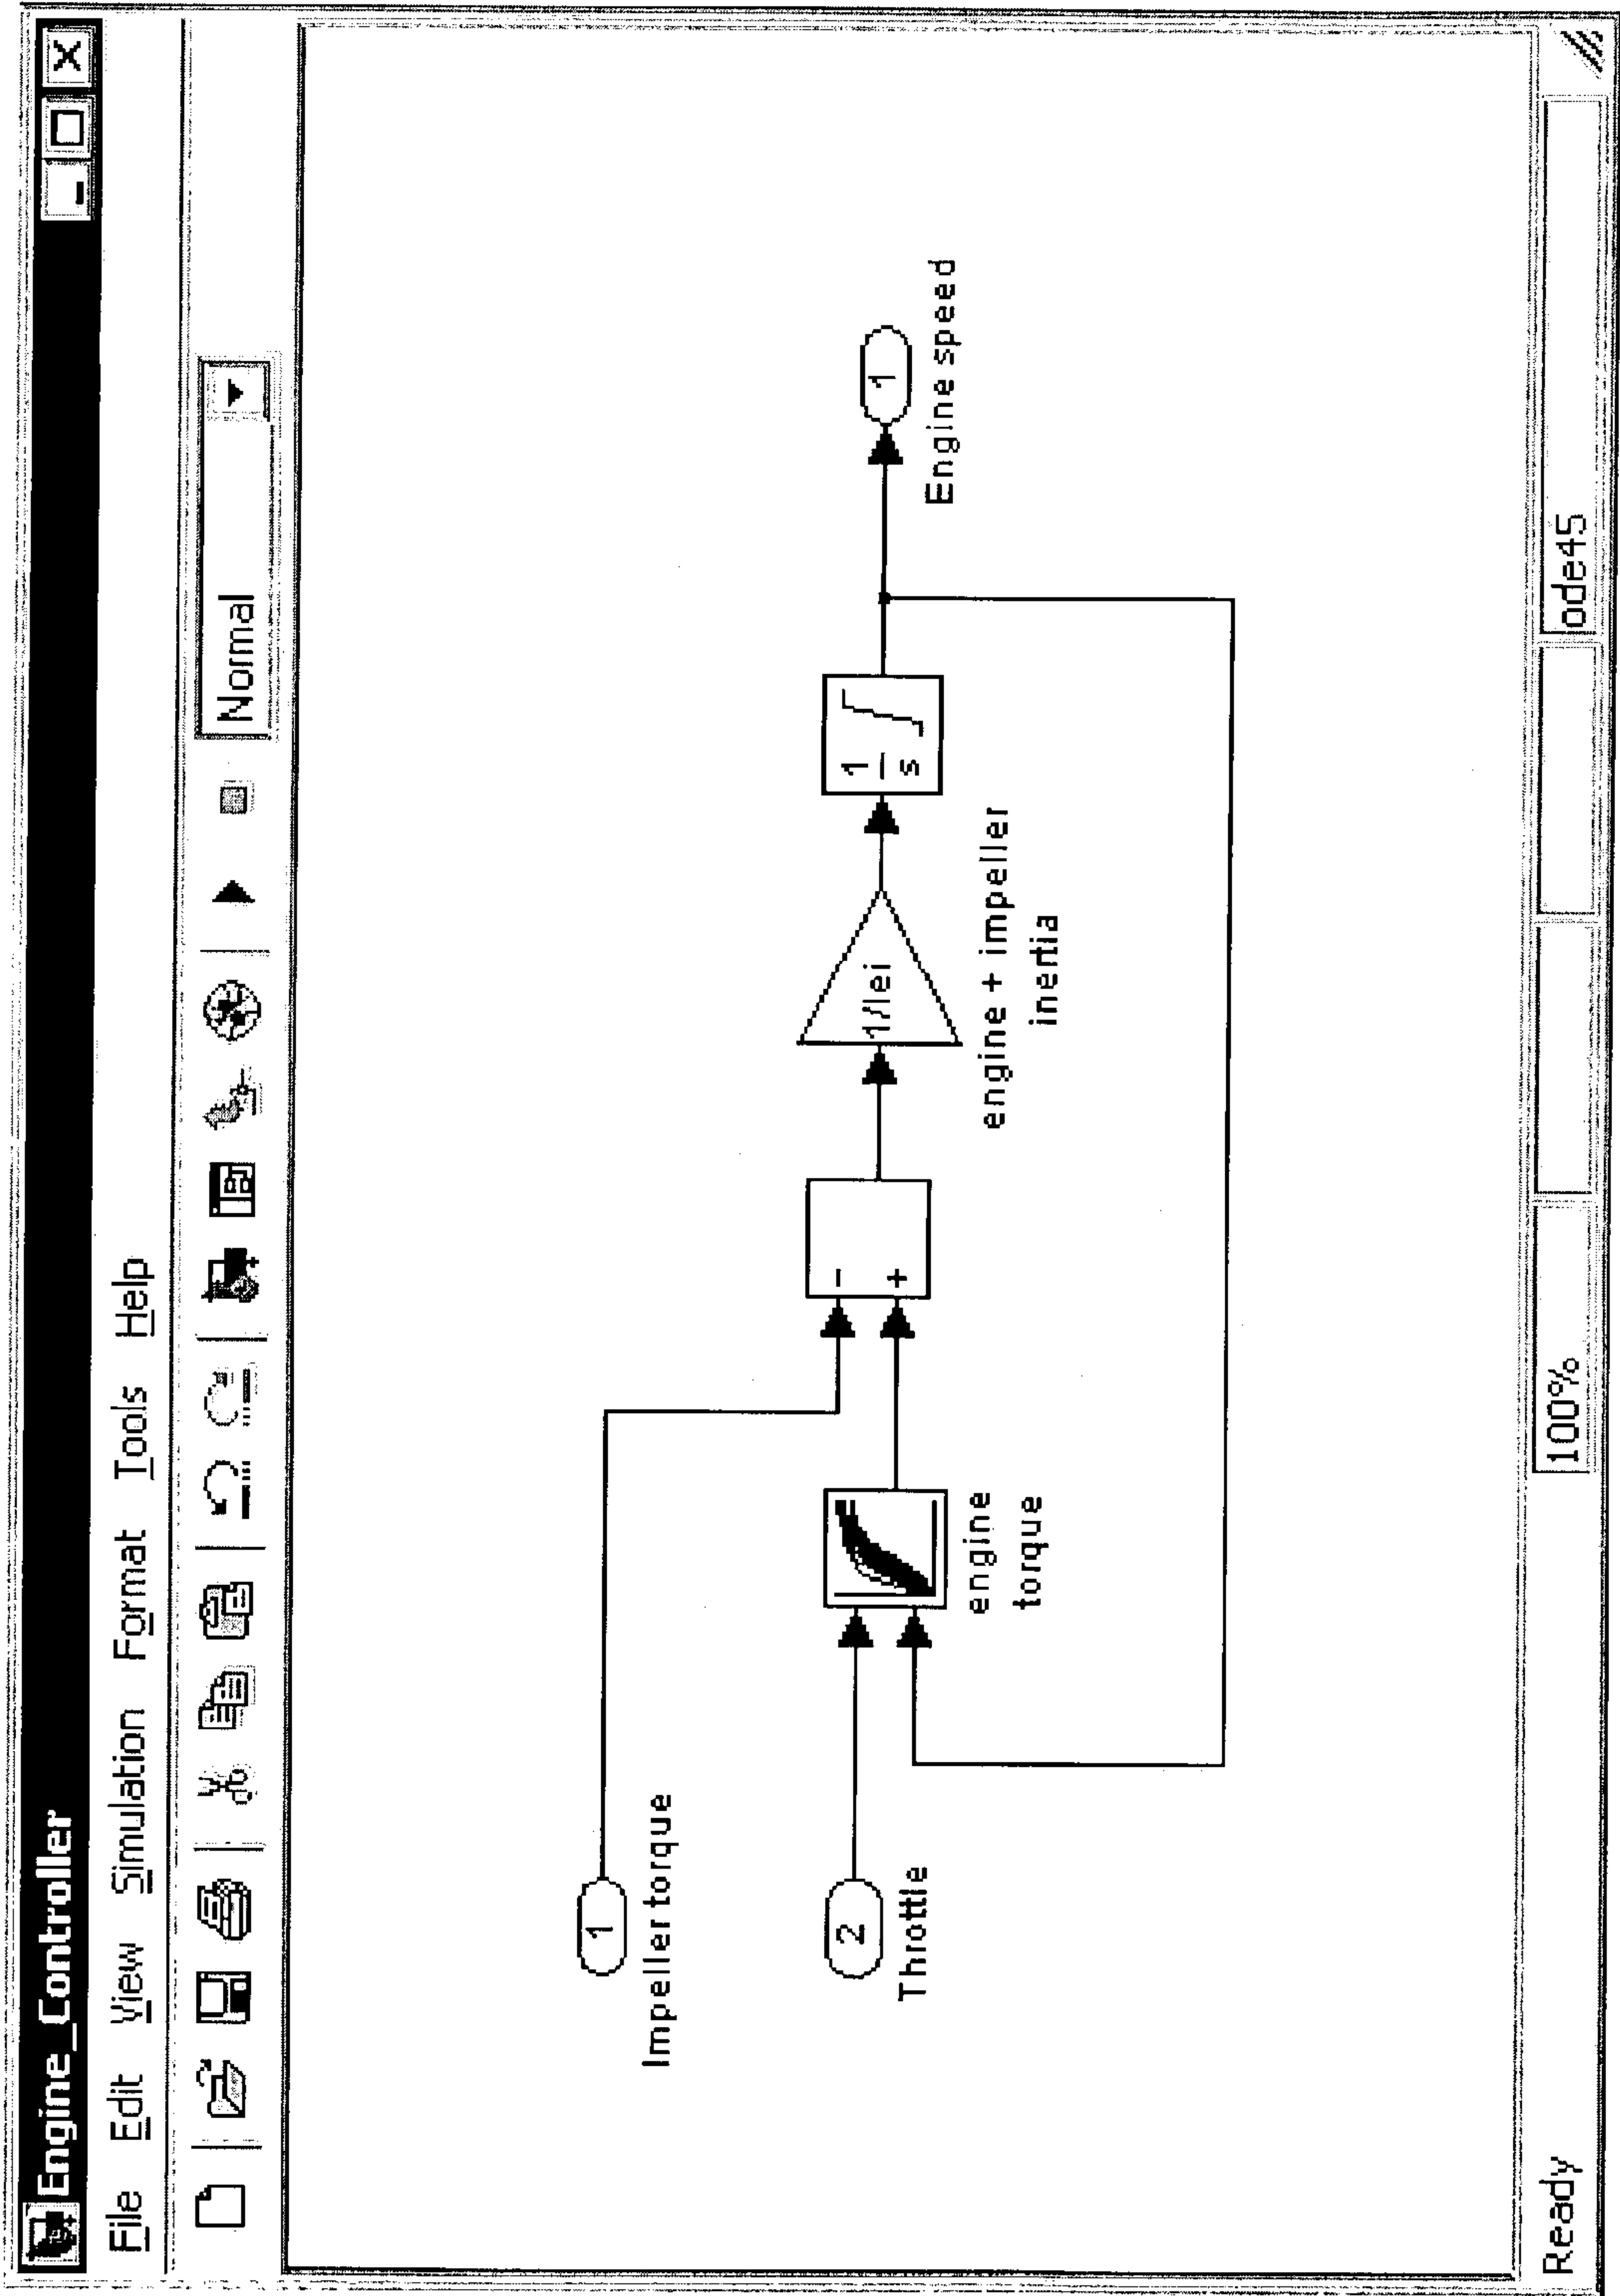 Engine_Controller
File Edit View Simulation Format Tools Help
Normal
1
Impeller torque
2
Throttle
engine
torque
-
+
1/Iei
engine + impeller
inertia
1
s
1
Engine speed
Ready
100%
ode45